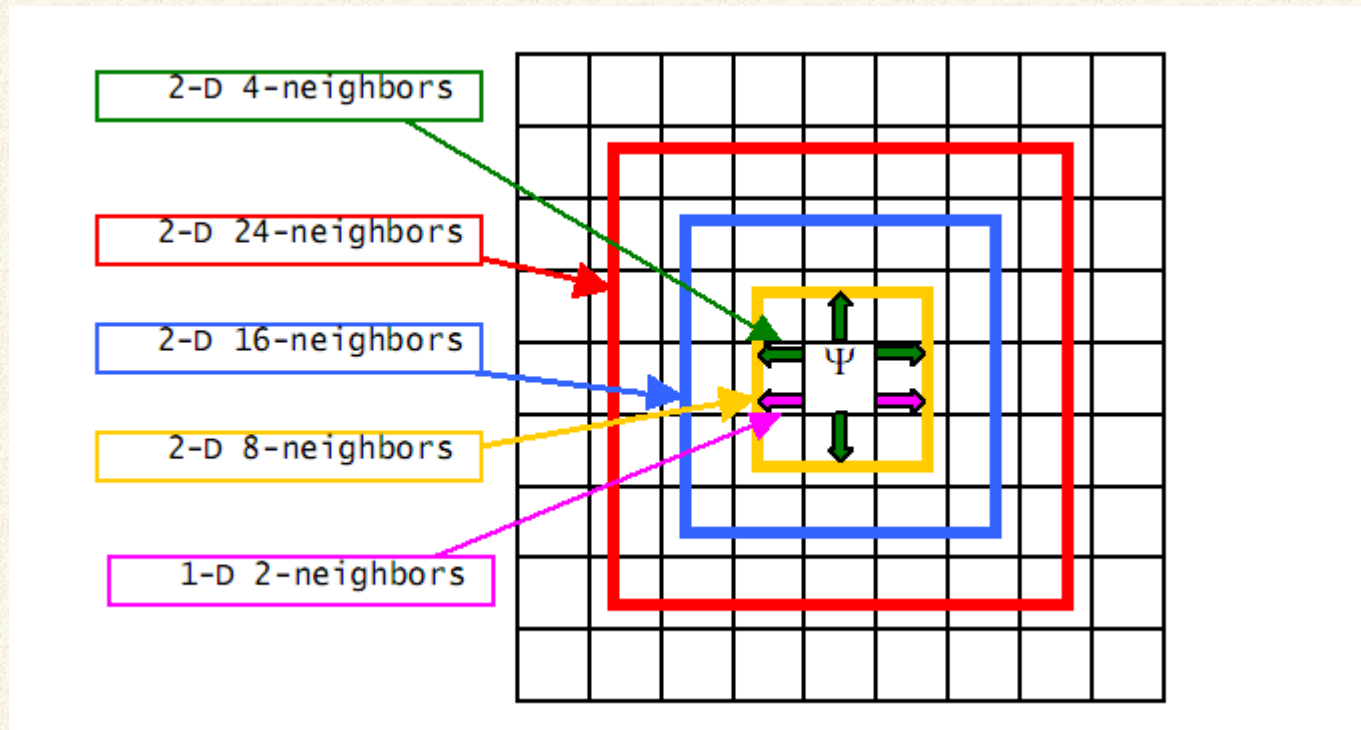 2-D 4-neighbors
2-D 24-neighbors
2-D 16-neighbors
2-D 8-neighbors
1-D 2-neighbors
Ψ